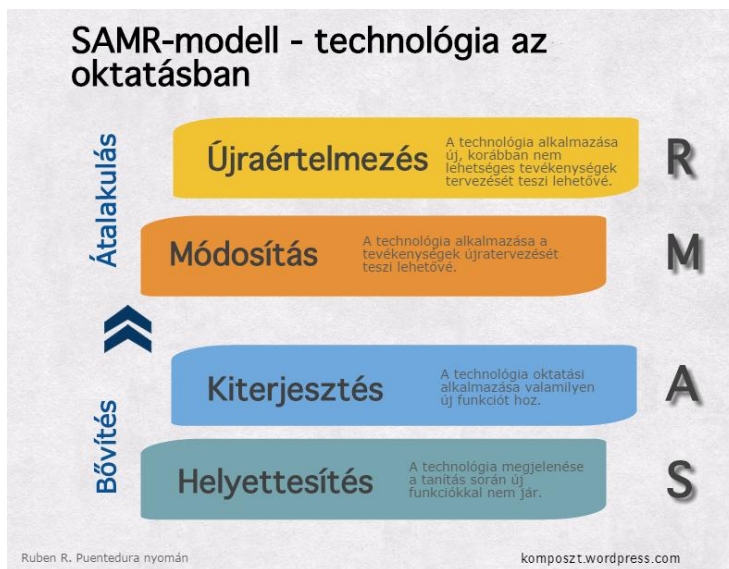 SAMR-modell - technológia az
oktatásban
Átalakulás
Újraértelmezés
A technológia alkalmazása
új, korábban nem
lehetséges tevékenységek
tervezését teszi lehetővé.
R
Módosítás
A technológia alkalmazása a
tevékenységek újratervezését
teszi lehetővé.
M
Bővítés
Kiterjesztés
A technológia oktatási
alkalmazása valamilyen
új funkciót hoz.
A
Helyettesítés
A technológia megjelenése
a tanítás során új
funkciókkal nem jár.
S
Ruben R. Puentedura nyomán
komposzt.wordpress.com